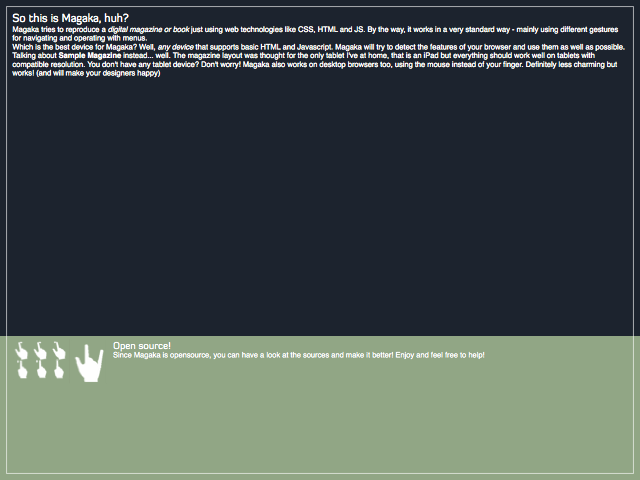 So this is Magaka, huh?
Magaka tries to reproduce a digital magazine or book just using web technologies like CSS, HTML and JS. By the way, it works in a very standard way - mainly using different gestures
for navigating and operating with menus.
Which is the best device for Magaka? Well, any device that supports basic HTML and Javascript. Magaka will try to detect the features of your browser and use them as well as possible.
Talking about Sample Magazine instead... well. The magazine layout was thought for the only tablet I've at home, that is an iPad but everything should work well on tablets with
compatible resolution. You don't have any tablet device? Don't worry! Magaka also works on desktop browsers too, using the mouse instead of your finger. Definitely less charming but
works! (and will make your designers happy)
Open source!
Since Magaka is opensource, you can have a look at the sources and make it better! Enjoy and feel free to help!